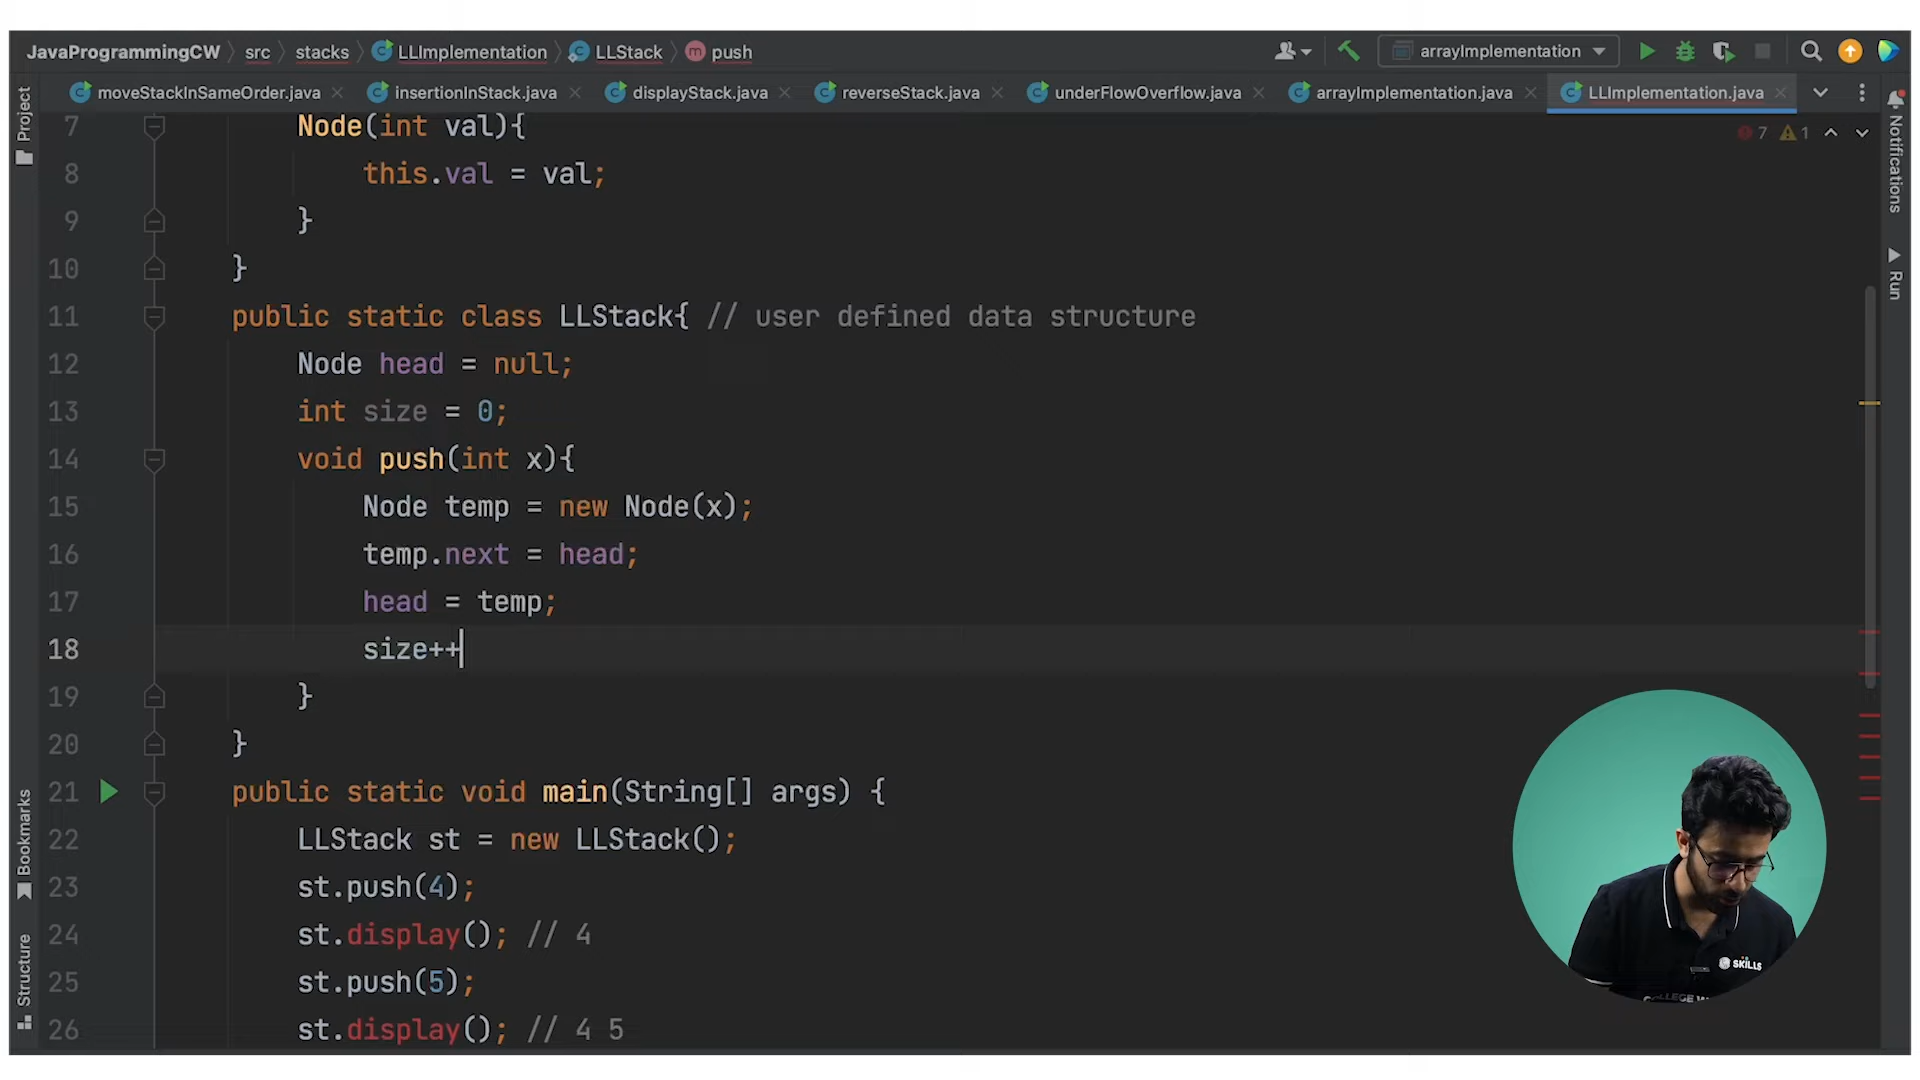 JavaProgrammingCW src stacks LLImplementation LLStack push arrayImplementation
moveStackInSameOrder.java insertionInStack.java displayStack.java reverseStack.java underFlowOverflow.java arrayImplementation.java LLImplementation.java
Project
Notifications
Run
Bookmarks
Structure
7 1
7 Node(int val){
8 this.val = val;
9 }
10 }
11 public static class LLStack{ // user defined data structure
12 Node head = null;
13 int size = 0;
14 void push(int x){
15 Node temp = new Node(x);
16 temp.next = head;
17 head = temp;
18 size++
19 }
20 }
21 public static void main(String[] args) {
22 LLStack st = new LLStack();
23 st.push(4);
24 st.display(); // 4
25 st.push(5);
26 st.display(); // 4 5
SKILLS